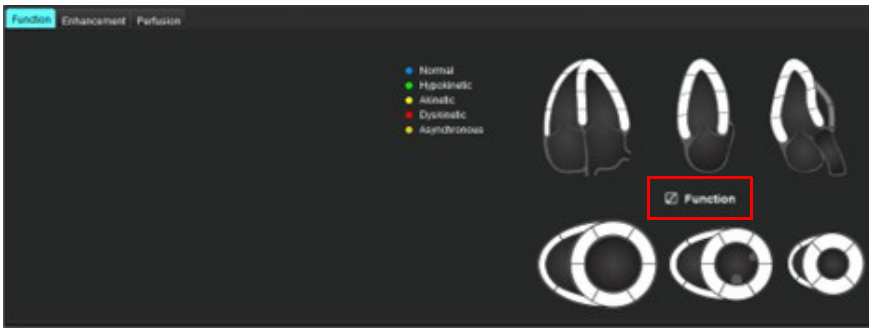 Function Enhancement Perfusion
Normal
Hypokinetic
Akinetic
Dyskinetic
Asynchronous
Function